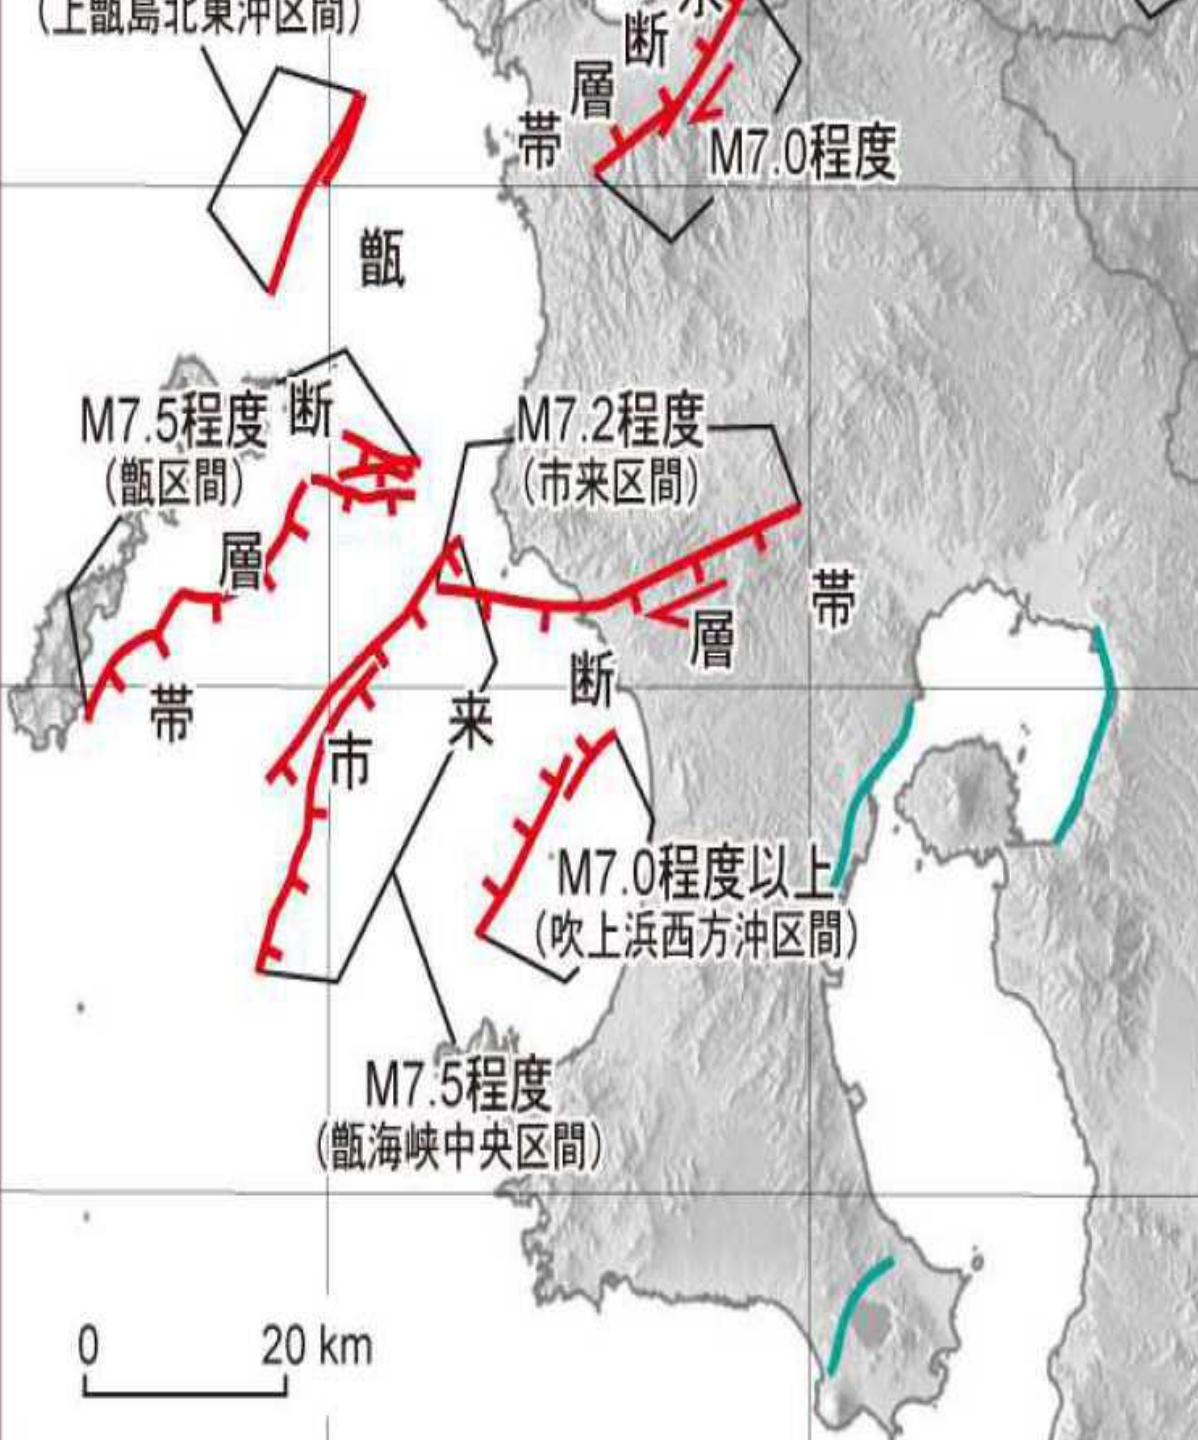 (上甑島北東沖区間)
断
層
帯
M7.0程度
甑
断
層
帯
M7.5程度
(甑区間)
M7.2程度
(市来区間)
市
来
断
層
帯
M7.0程度以上
(吹上浜西方沖区間)
M7.5程度
(甑海峡中央区間)
0 20 km